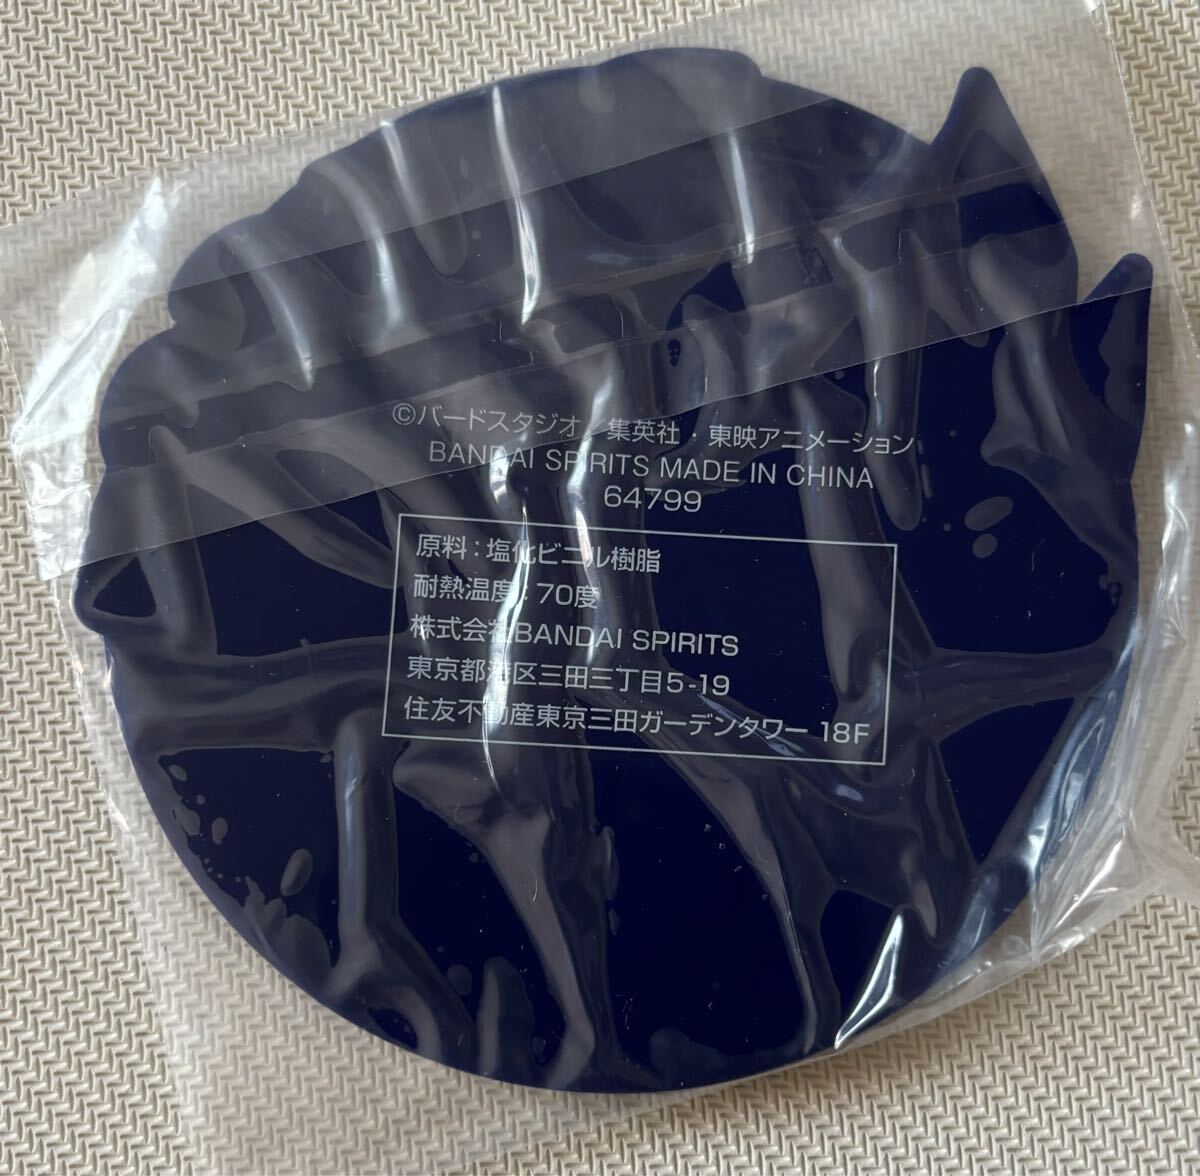 ©バードスタジオ／集英社・東映アニメーション
BANDAI SPIRITS MADE IN CHINA
64799
原料：塩化ビニル樹脂
耐熱温度：70度
株式会社BANDAI SPIRITS
東京都港区三田三丁目5-19
住友不動産東京三田ガーデンタワー 18F